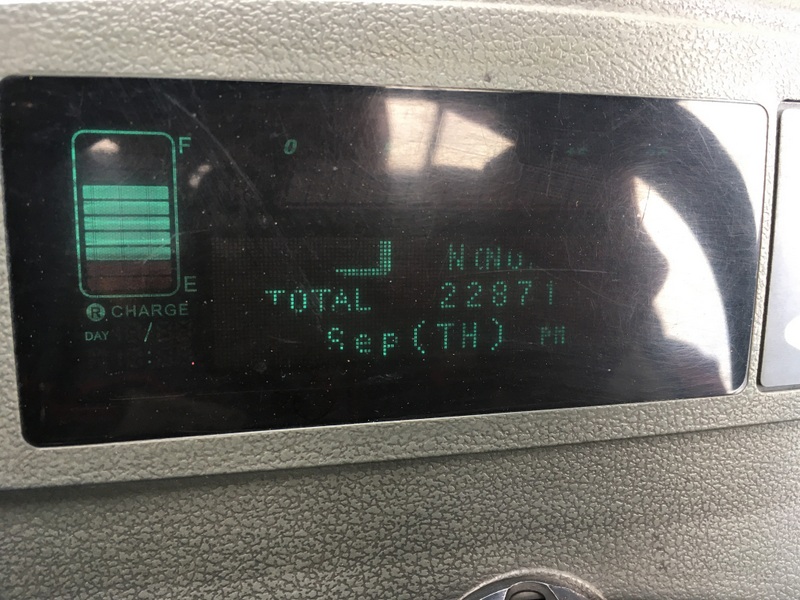 F
0
TOTAL 22871
E
® CHARGE
DAY /
Sep(TH) PM